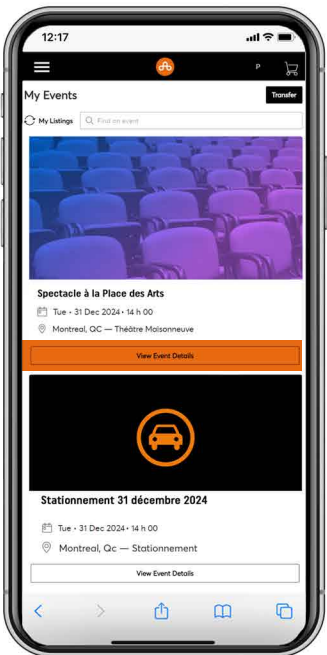 12:17
P
My Events
Transfer
My Listings
Find an event
Spectacle à la Place des Arts
Tue • 31 Dec 2024 • 14 h 00
Montreal, QC — Théâtre Maisonneuve
View Event Details
Stationnement 31 décembre 2024
Tue • 31 Dec 2024 • 14 h 00
Montreal, Qc — Stationnement
View Event Details